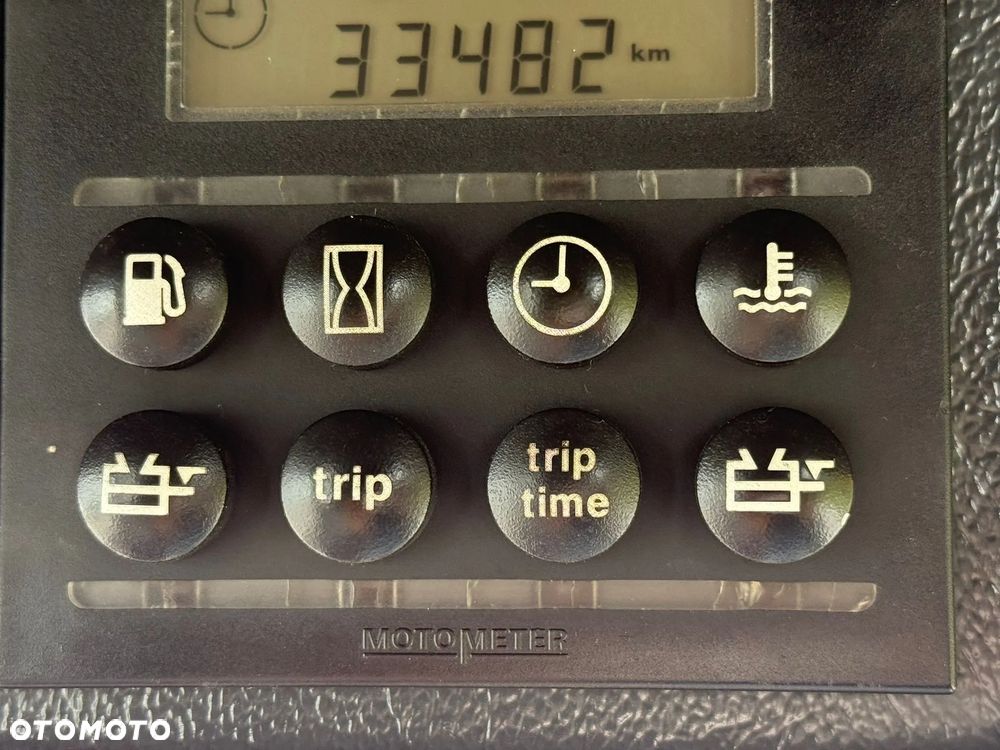 33482 km
trip
trip
time
MOTOMETER
OTOMOTO